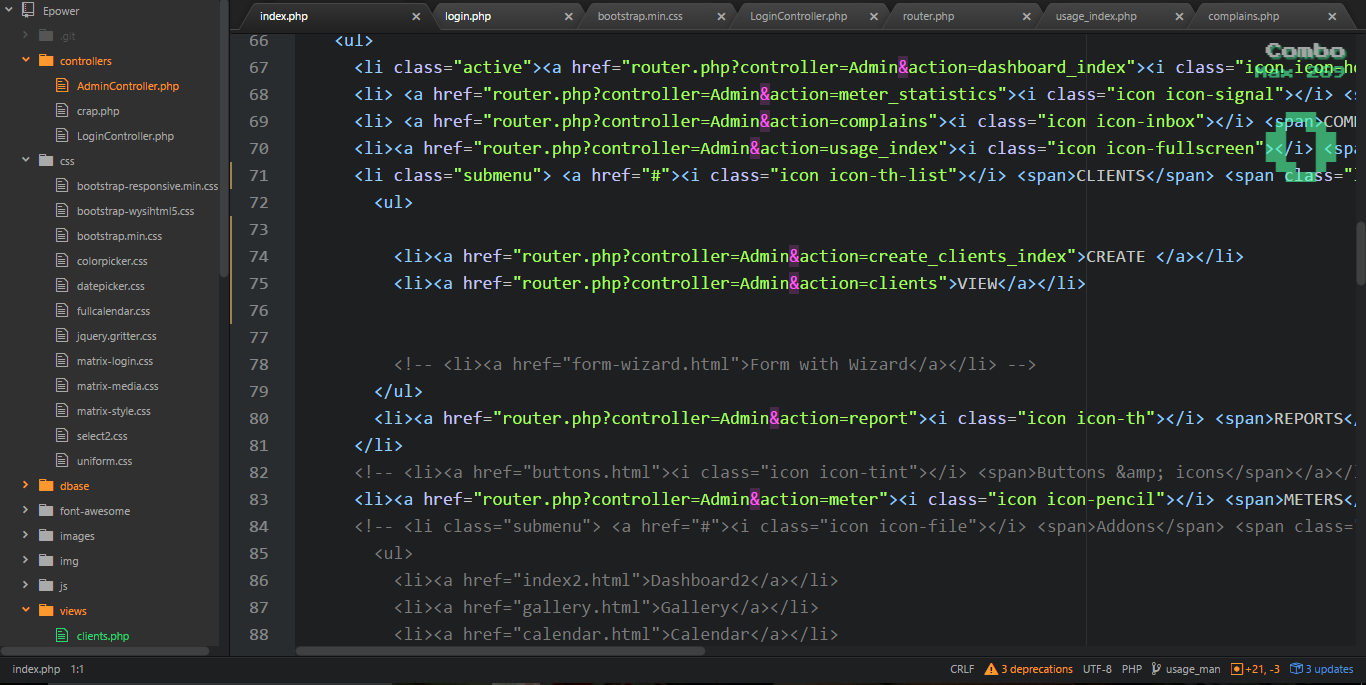 Epower
.git
controllers
AdminController.php
crap.php
LoginController.php
css
bootstrap-responsive.min.css
bootstrap-wysihtml5.css
bootstrap.min.css
colorpicker.css
datepicker.css
fullcalendar.css
jquery.gritter.css
matrix-login.css
matrix-media.css
matrix-style.css
select2.css
uniform.css
dbase
font-awesome
images
img
js
views
clients.php
index.php
login.php
bootstrap.min.css
LoginController.php
router.php
usage_index.php
complains.php
Combo
Max 209
0
66 <ul>
67 <li class="active"><a href="router.php?controller=Admin&action=dashboard_index"><i class="icon icon-ho
68 <li> <a href="router.php?controller=Admin&action=meter_statistics"><i class="icon icon-signal"></i> <s
69 <li> <a href="router.php?controller=Admin&action=complains"><i class="icon icon-inbox"></i> <span>COM
70 <li><a href="router.php?controller=Admin&action=usage_index"><i class="icon icon-fullscreen"></i> <spa
71 <li class="submenu"> <a href="#"><i class="icon icon-th-list"></i> <span>CLIENTS</span> <span class="l
72 <ul>
73
74 <li><a href="router.php?controller=Admin&action=create_clients_index">CREATE </a></li>
75 <li><a href="router.php?controller=Admin&action=clients">VIEW</a></li>
76
77
78 <!-- <li><a href="form-wizard.html">Form with Wizard</a></li> -->
79 </ul>
80 <li><a href="router.php?controller=Admin&action=report"><i class="icon icon-th"></i> <span>REPORTS</
81 </li>
82 <!-- <li><a href="buttons.html"><i class="icon icon-tint"></i> <span>Buttons &amp; icons</span></a></l
83 <li><a href="router.php?controller=Admin&action=meter"><i class="icon icon-pencil"></i> <span>METERS</
84 <!-- <li class="submenu"> <a href="#"><i class="icon icon-file"></i> <span>Addons</span> <span class=
85 <ul>
86 <li><a href="index2.html">Dashboard2</a></li>
87 <li><a href="gallery.html">Gallery</a></li>
88 <li><a href="calendar.html">Calendar</a></li>
index.php 1:1
CRLF 3 deprecations UTF-8 PHP usage_man +21, -3 3 updates